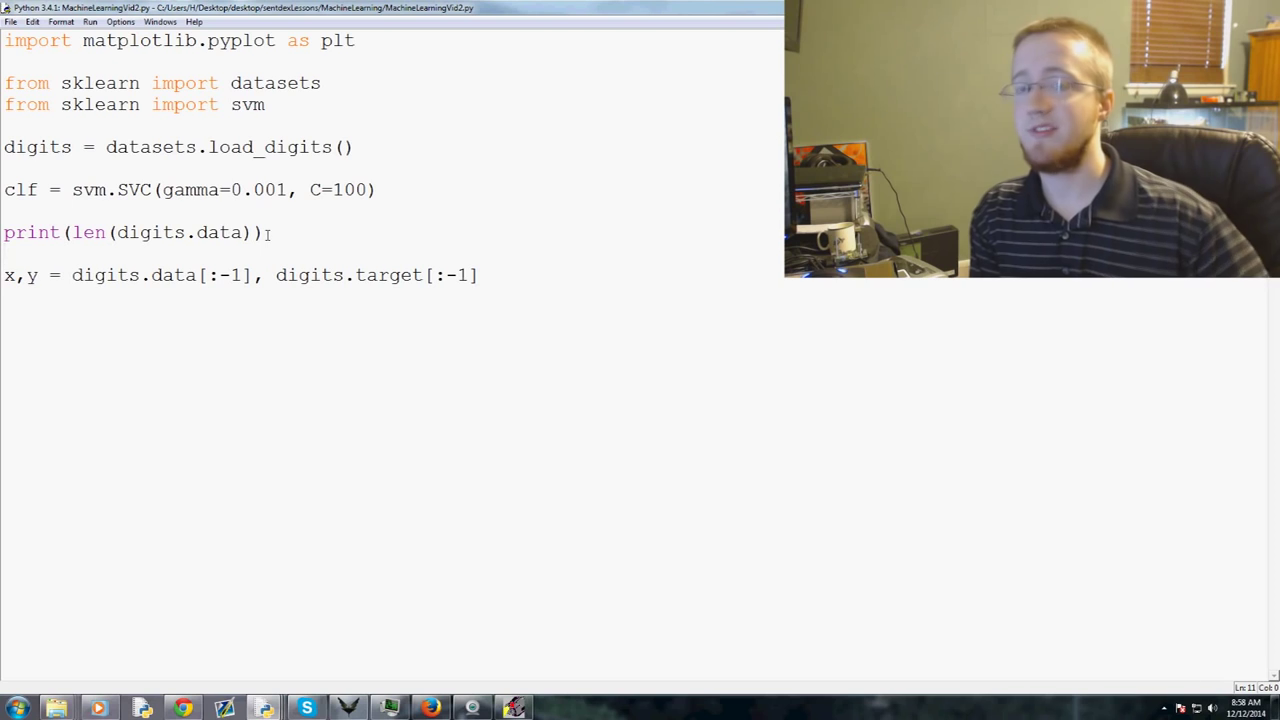 Python 3.4.1: MachineLearningVid2.py - C:/Users/H/Desktop/desktop/sentdexLessons/MachineLearning/MachineLearningVid2.py
File Edit Format Run Options Windows Help
import matplotlib.pyplot as plt
from sklearn import datasets
from sklearn import svm
digits = datasets.load_digits()
clf = svm.SVC(gamma=0.001, C=100)
print(len(digits.data))
x,y = digits.data[:-1], digits.target[:-1]
Ln: 11 Col: 0
8:58 AM
12/12/2014